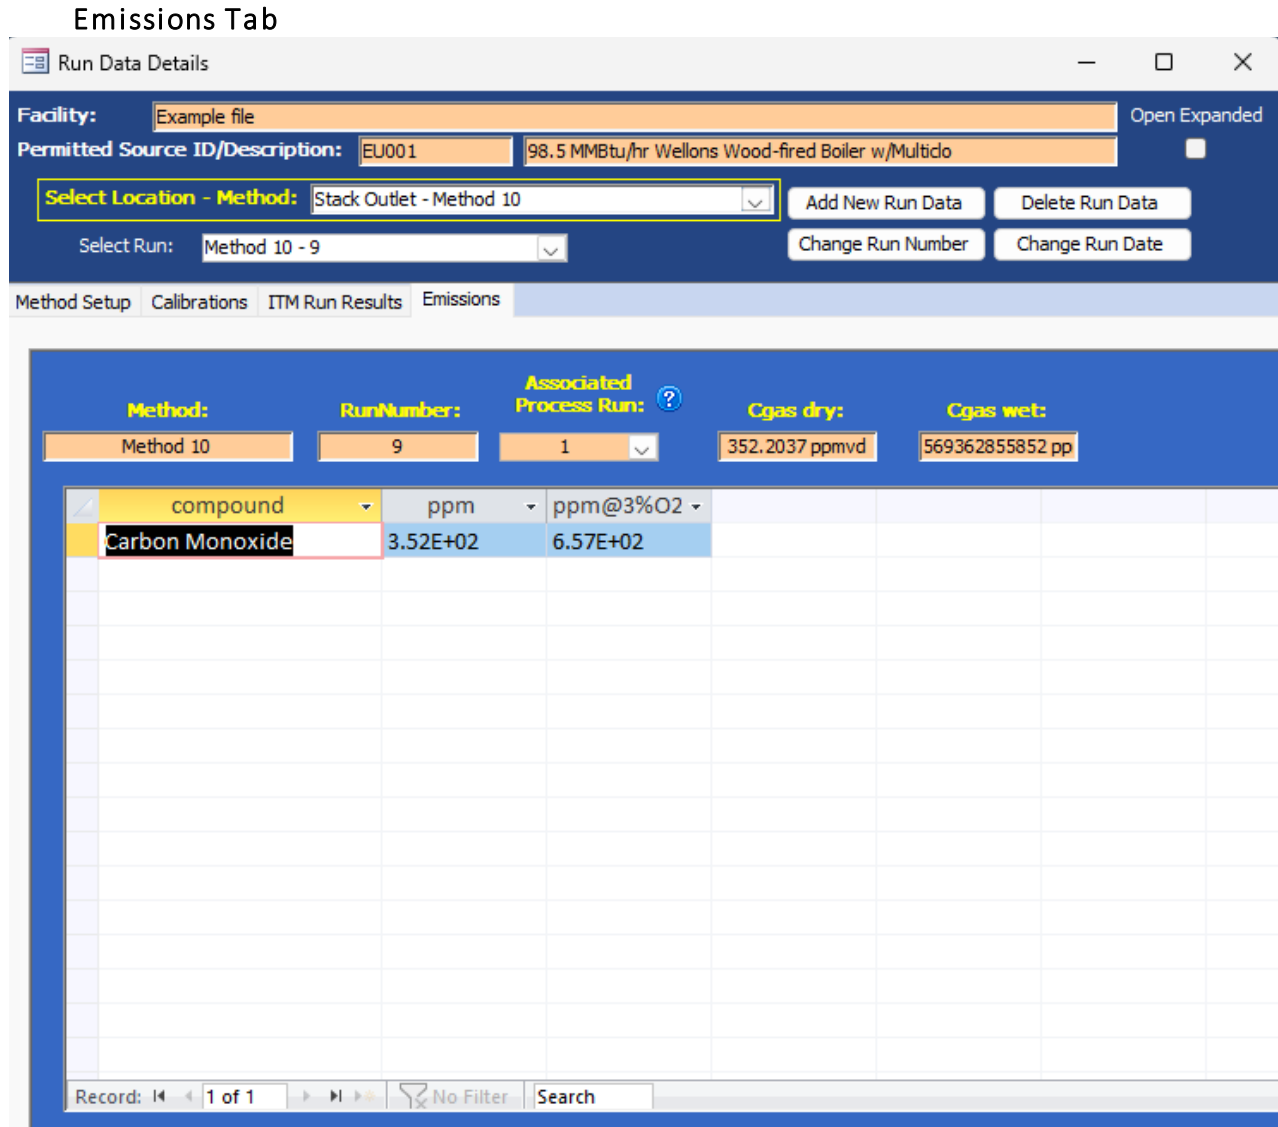 Emissions Tab
Run Data Details
Facility: Example file Open Expanded
Permitted Source ID/Description: EU001 98.5 MMBtu/hr Wellons Wood-fired Boiler w/Multiclo
Select Location - Method: Stack Outlet - Method 10 Add New Run Data Delete Run Data
Select Run: Method 10 - 9 Change Run Number Change Run Date
Method Setup Calibrations ITM Run Results Emissions
Associated
Method: RunNumber: Process Run: ? Cgas dry: Cgas wet:
Method 10 9 1 352.2037 ppmvd 569362855852 pp
compound ppm ppm@3%O2
Carbon Monoxide 3.52E+02 6.57E+02
Record: 1 of 1 No Filter Search